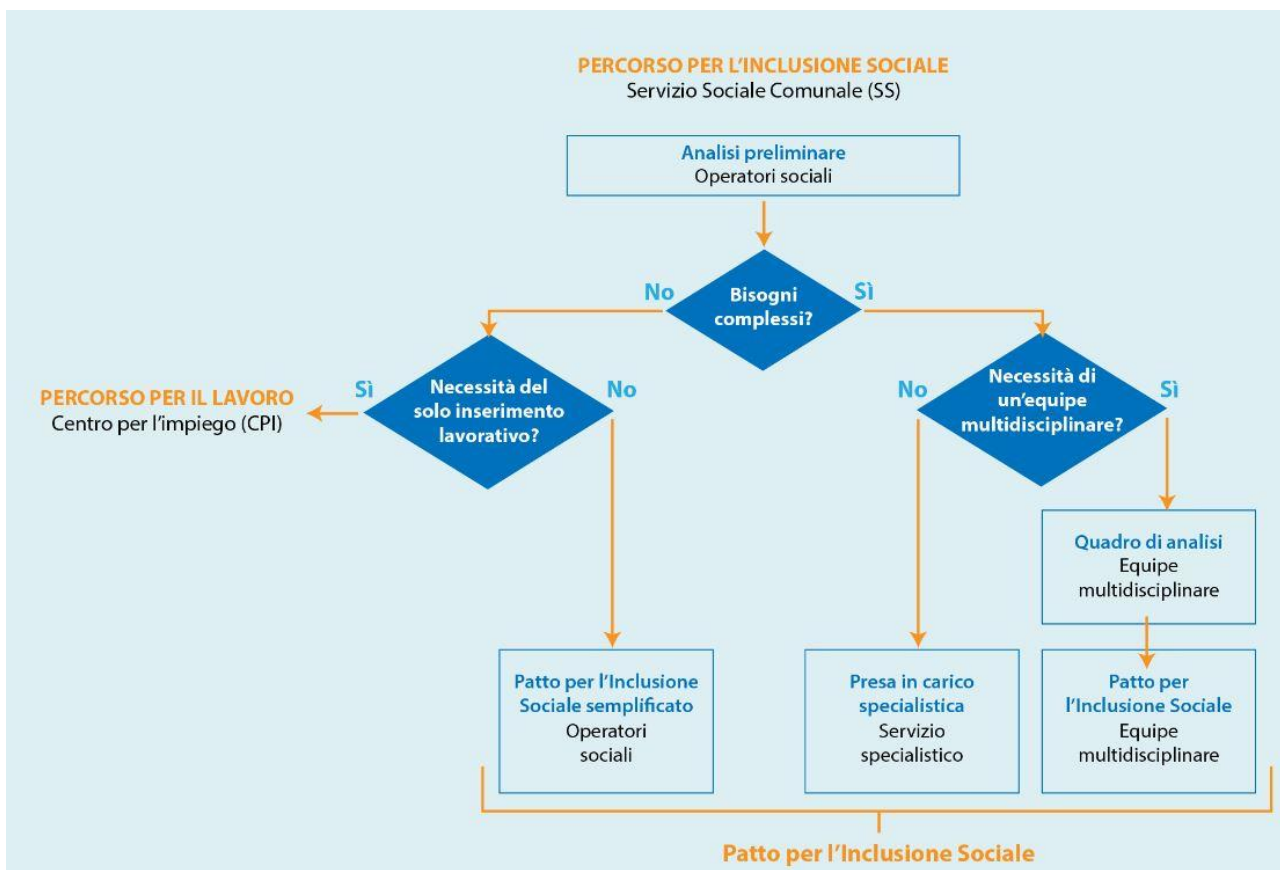 PERCORSO PER L'INCLUSIONE SOCIALE
Servizio Sociale Comunale (SS)
Analisi preliminare
Operatori sociali
No
Bisogni
complessi?
Sì
PERCORSO PER IL LAVORO
Centro per l'impiego (CPI)
Sì
Necessità del
solo inserimento
lavorativo?
No
No
Necessità di
un'equipe
multidisciplinare?
Sì
Quadro di analisi
Equipe
multidisciplinare
Patto per l'Inclusione
Sociale semplificato
Operatori
sociali
Presa in carico
specialistica
Servizio
specialistico
Patto per
l'Inclusione Sociale
Equipe
multidisciplinare
Patto per l'Inclusione Sociale